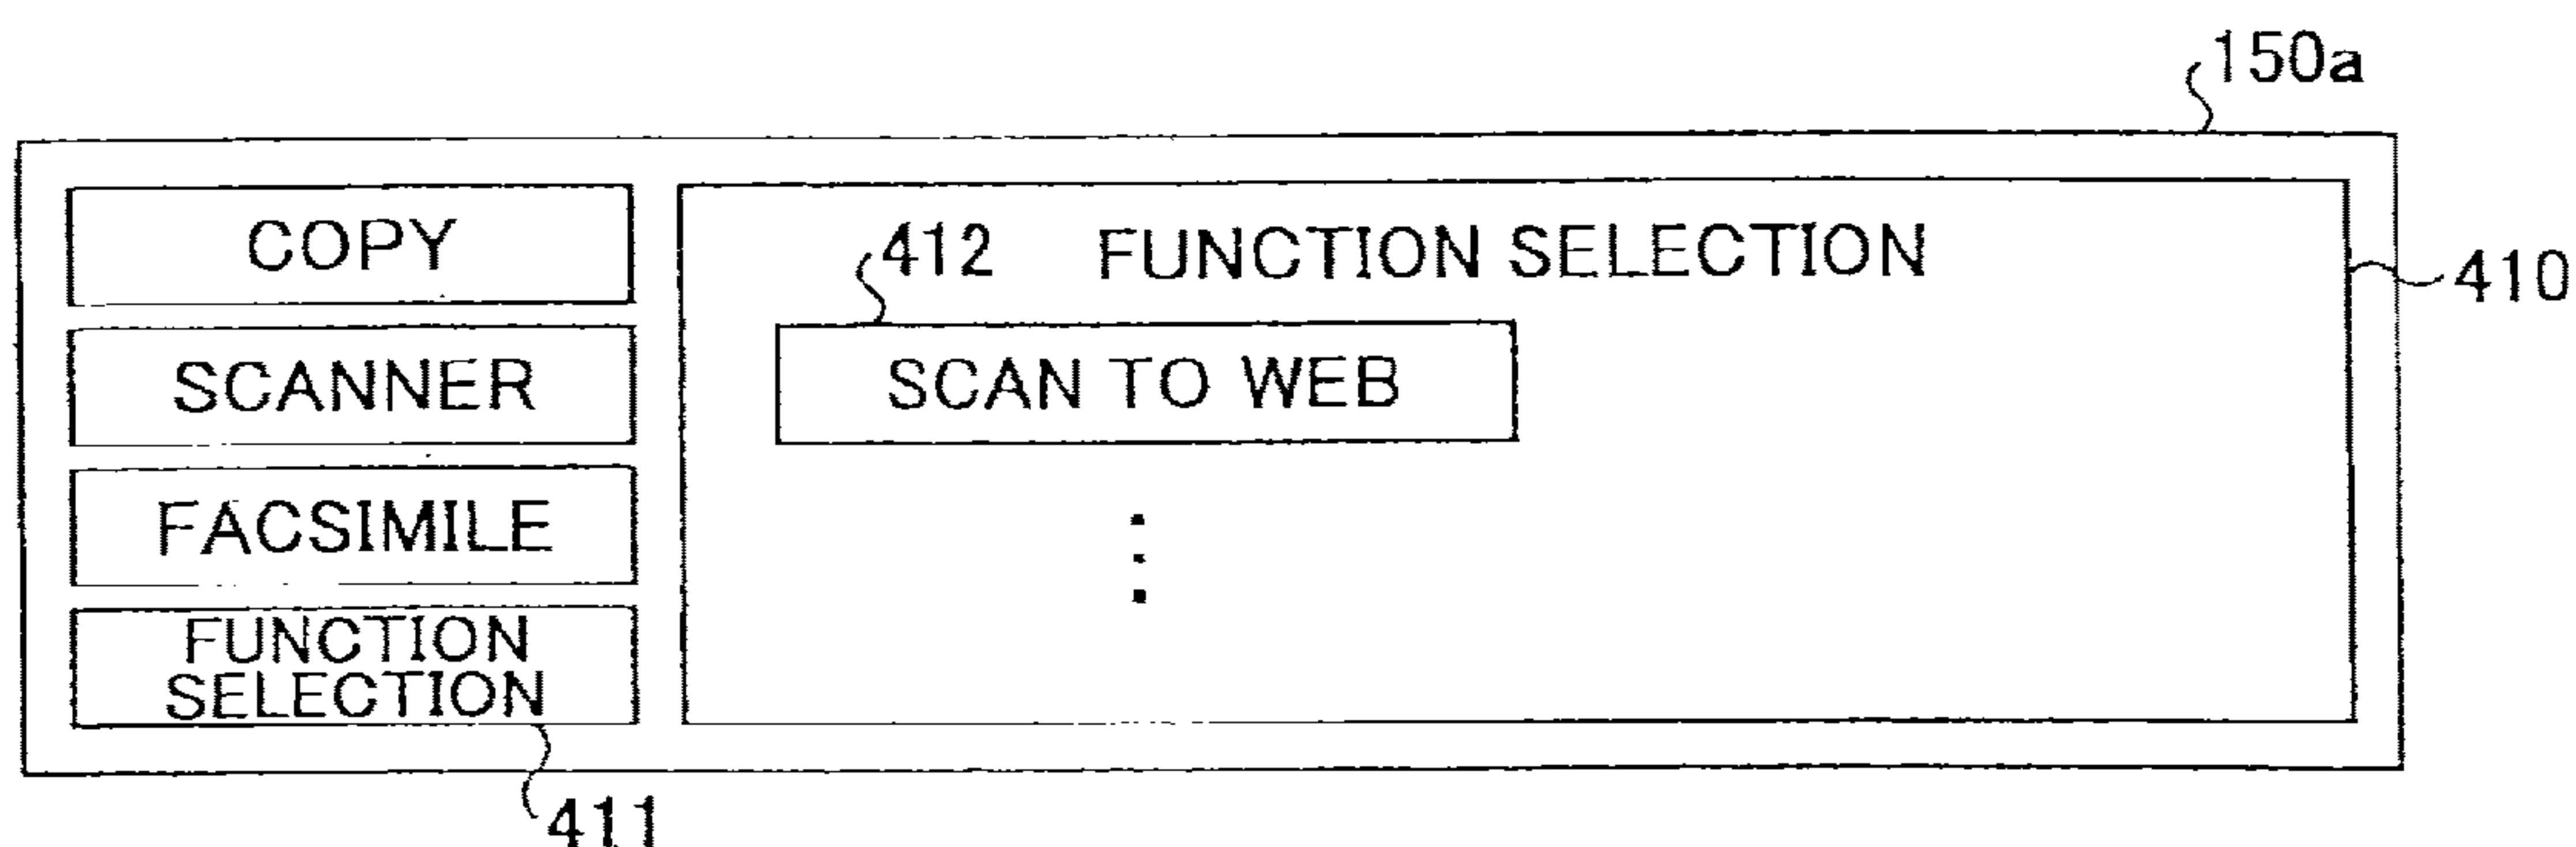 150a
COPY
SCANNER
FACSIMILE
FUNCTION
SELECTION
411
412
FUNCTION SELECTION
410
SCAN TO WEB